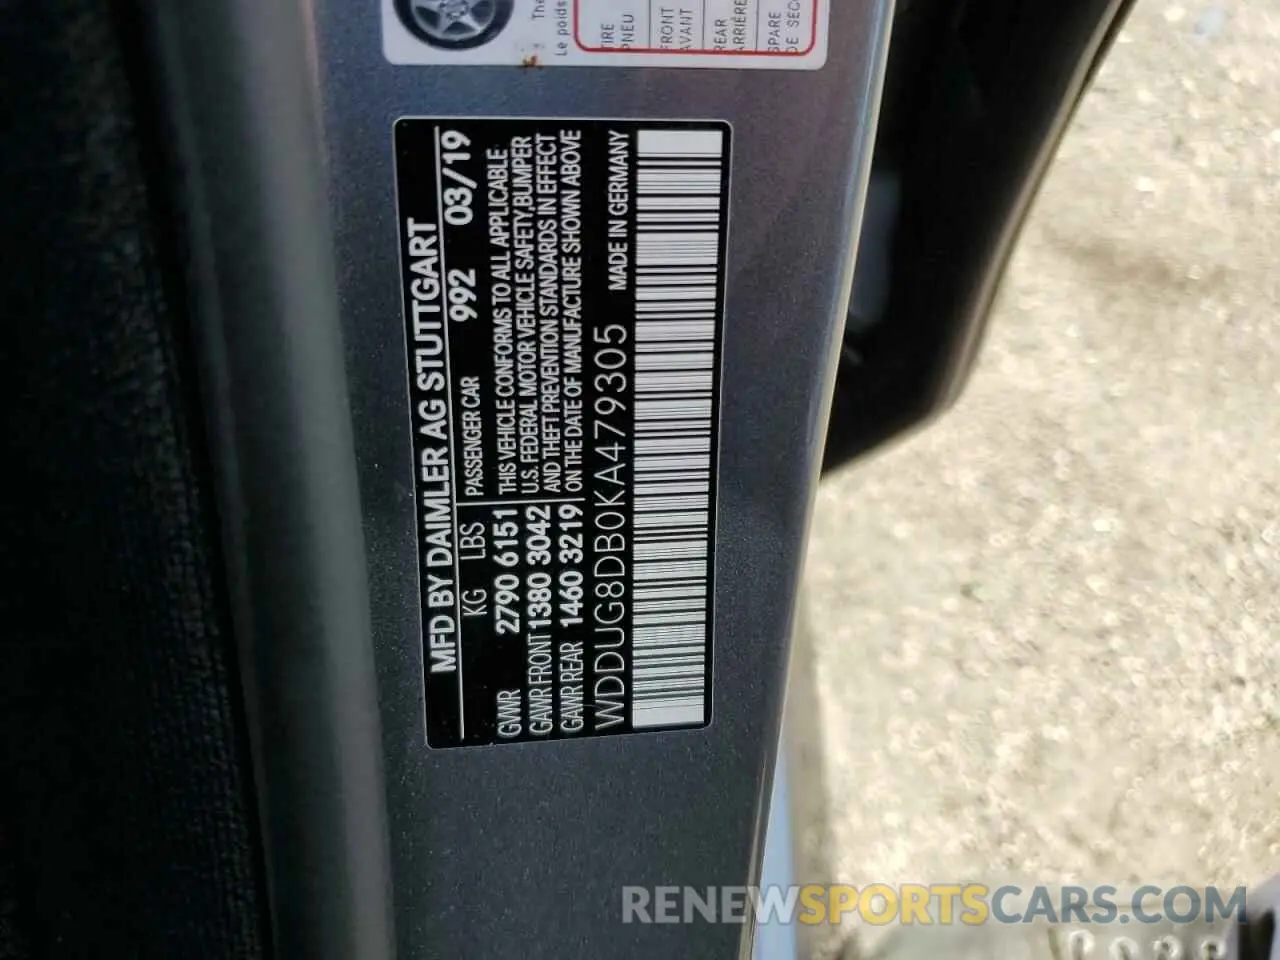 MFD BY DAIMLER AG STUTTGART
KG LBS PASSENGER CAR 992 03/19
GVWR 2790 6151
GAWR FRONT 1380 3042
GAWR REAR 1460 3219
THIS VEHICLE CONFORMS TO ALL APPLICABLE
U.S. FEDERAL MOTOR VEHICLE SAFETY,BUMPER
AND THEFT PREVENTION STANDARDS IN EFFECT
ON THE DATE OF MANUFACTURE SHOWN ABOVE
WDDUG8DB0KA479305 MADE IN GERMANY
The
Le poids
TIRE
PNEU
FRONT
AVANT
REAR
ARRIÈRE
SPARE
DE SEC
RENEWSPORTSCARS.COM